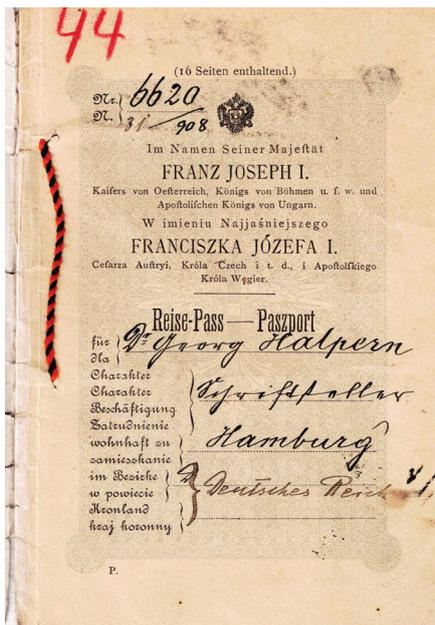 44
(16 Seiten enthaltend.)
Nr. 6620
N. 31/908
Im Namen Seiner Majeſtät
FRANZ JOSEPH I.
Kaiſers von Oeſterreich, Königs von Böhmen u. ſ. w. und
Apoſtoliſchen Königs von Ungarn.
W imieniu Najjaśniejszego
FRANCISZKA JÓZEFA I.
Ceſarza Auſtryi, Króla Czech i t. d., i Apostolſkiego
Króla Węgier.
Reise-Pass — Paszport
für
dla
Dr Georg Halpern
Charakter
Charakter
Beschäftigung
Zatrudnienie
Schriftsteller
wohnhaft zu
zamieszkanie
Hamburg
im Bezirke
w powiecie
Kronland
kraj koronny
Deutsches Reich
P.